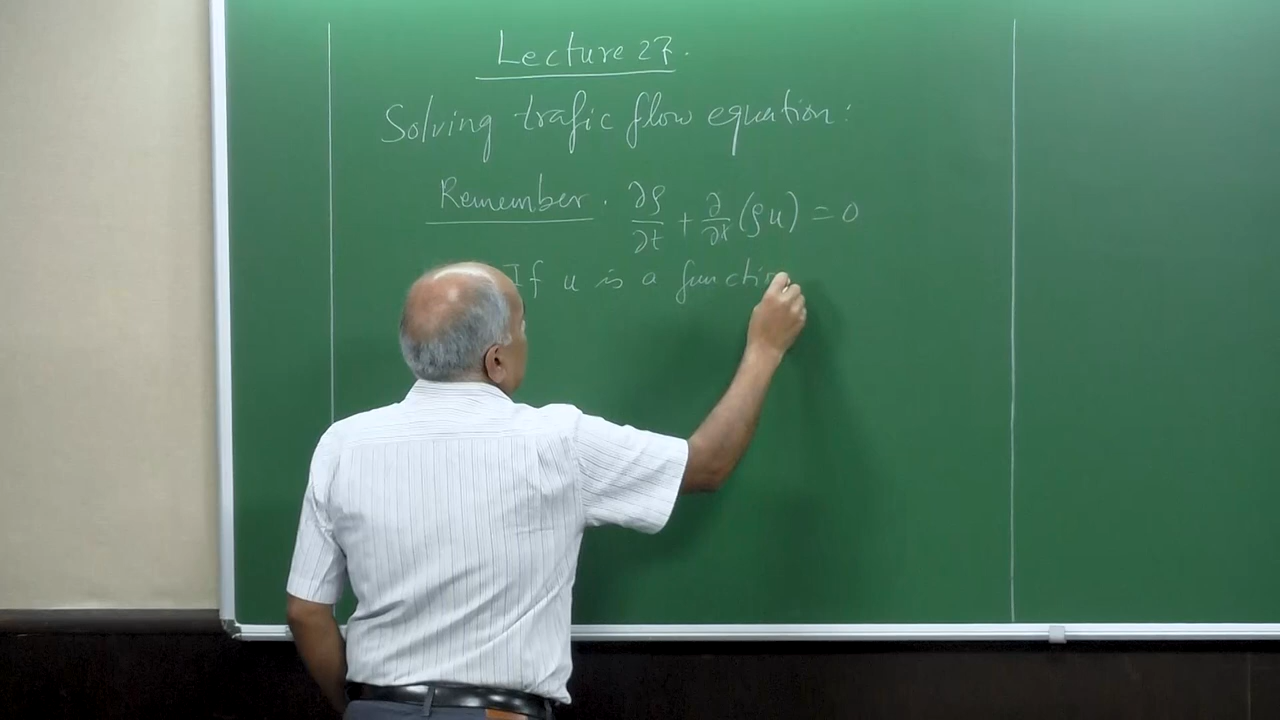 Lecture 27.
Solving trafic flow equation:
Remember. ∂ρ/∂t + ∂/∂x (ρu) = 0
If u is a functi